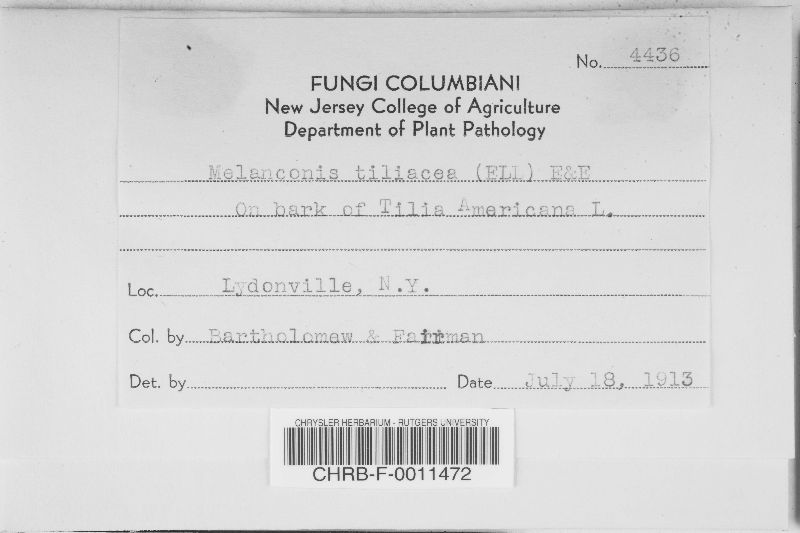 No. 4436
FUNGI COLUMBIANI
New Jersey College of Agriculture
Department of Plant Pathology
Melanconis tiliacea (ELL) E&E
On bark of Tilia Americana L.
Loc. Lydonville, N.Y.
Col. by Bartholomew & Fairman
Det. by Date July 18, 1913
CHRYSLER HERBARIUM - RUTGERS UNIVERSITY
CHRB-F-0011472